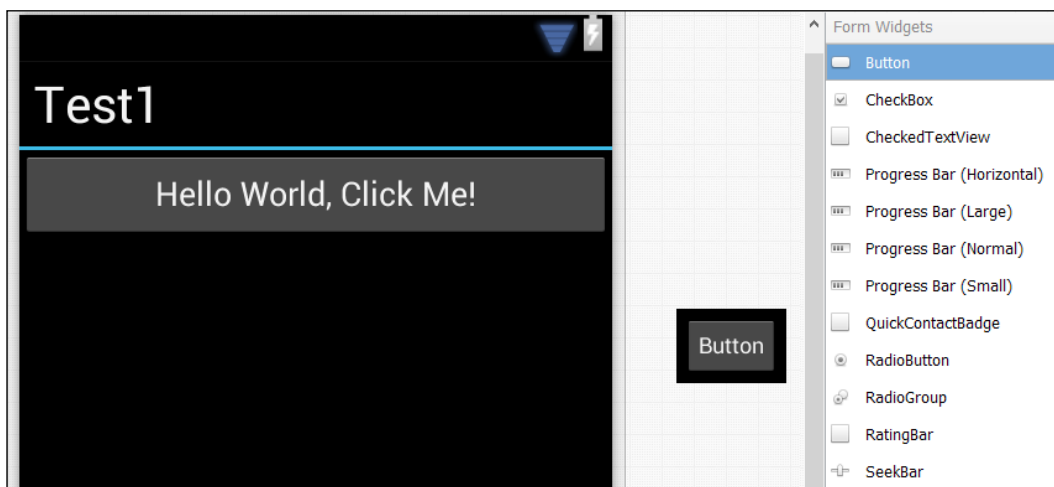 Test1
Hello World, Click Me!
Button
Form Widgets
Button
CheckBox
CheckedTextView
Progress Bar (Horizontal)
Progress Bar (Large)
Progress Bar (Normal)
Progress Bar (Small)
QuickContactBadge
RadioButton
RadioGroup
RatingBar
SeekBar